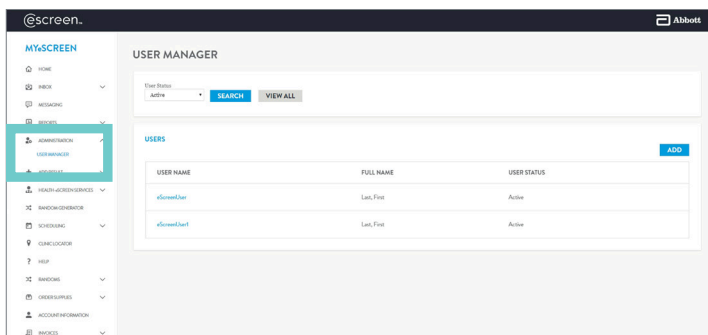 escreen.
Abbott
MYeSCREEN
HOME
INBOX
MESSAGING
REPORTS
ADMINISTRATION
USER MANAGER
HEALTH-eSCREEN SERVICES
RANDOM GENERATOR
SCHEDULING
CLINIC LOCATOR
HELP
RANDOMS
ORDER SUPPLIES
ACCOUNT INFORMATION
INVOICES
USER MANAGER
User Status
Active
SEARCH
VIEW ALL
USERS
ADD
USER NAME FULL NAME USER STATUS
eScreenUser Last, First Active
eScreenUser1 Last, First Active